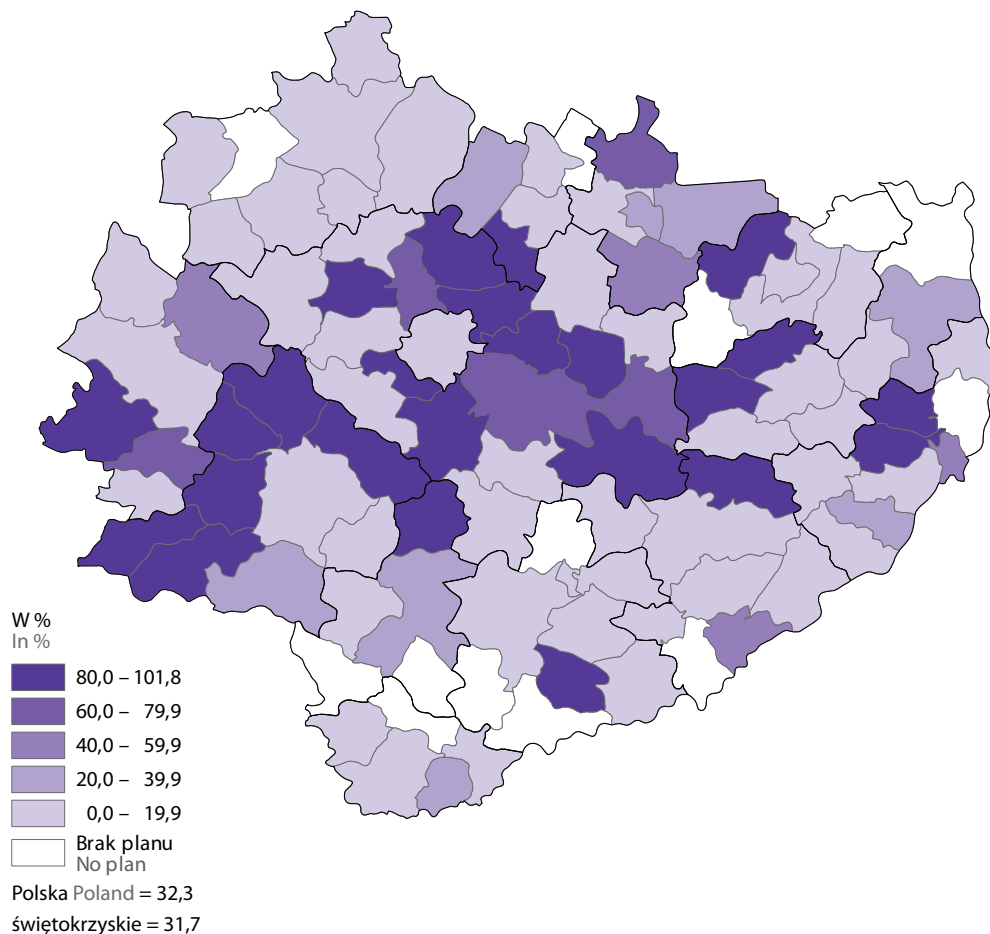 W %
In %
80,0 – 101,8
60,0 – 79,9
40,0 – 59,9
20,0 – 39,9
0,0 – 19,9
Brak planu
No plan
Polska Poland = 32,3
świętokrzyskie = 31,7